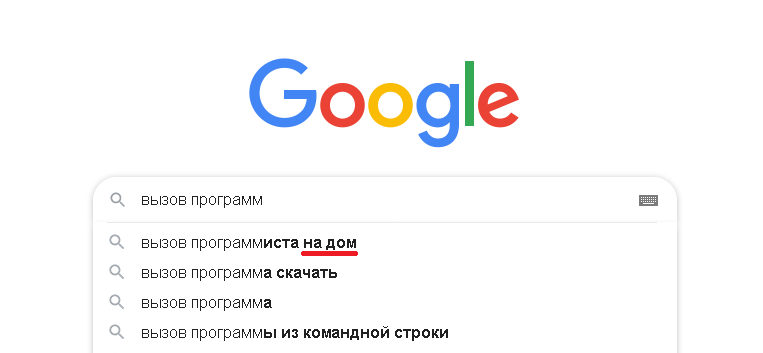 Google
вызов программ
вызов программиста на дом
вызов программа скачать
вызов программа
вызов программы из командной строки